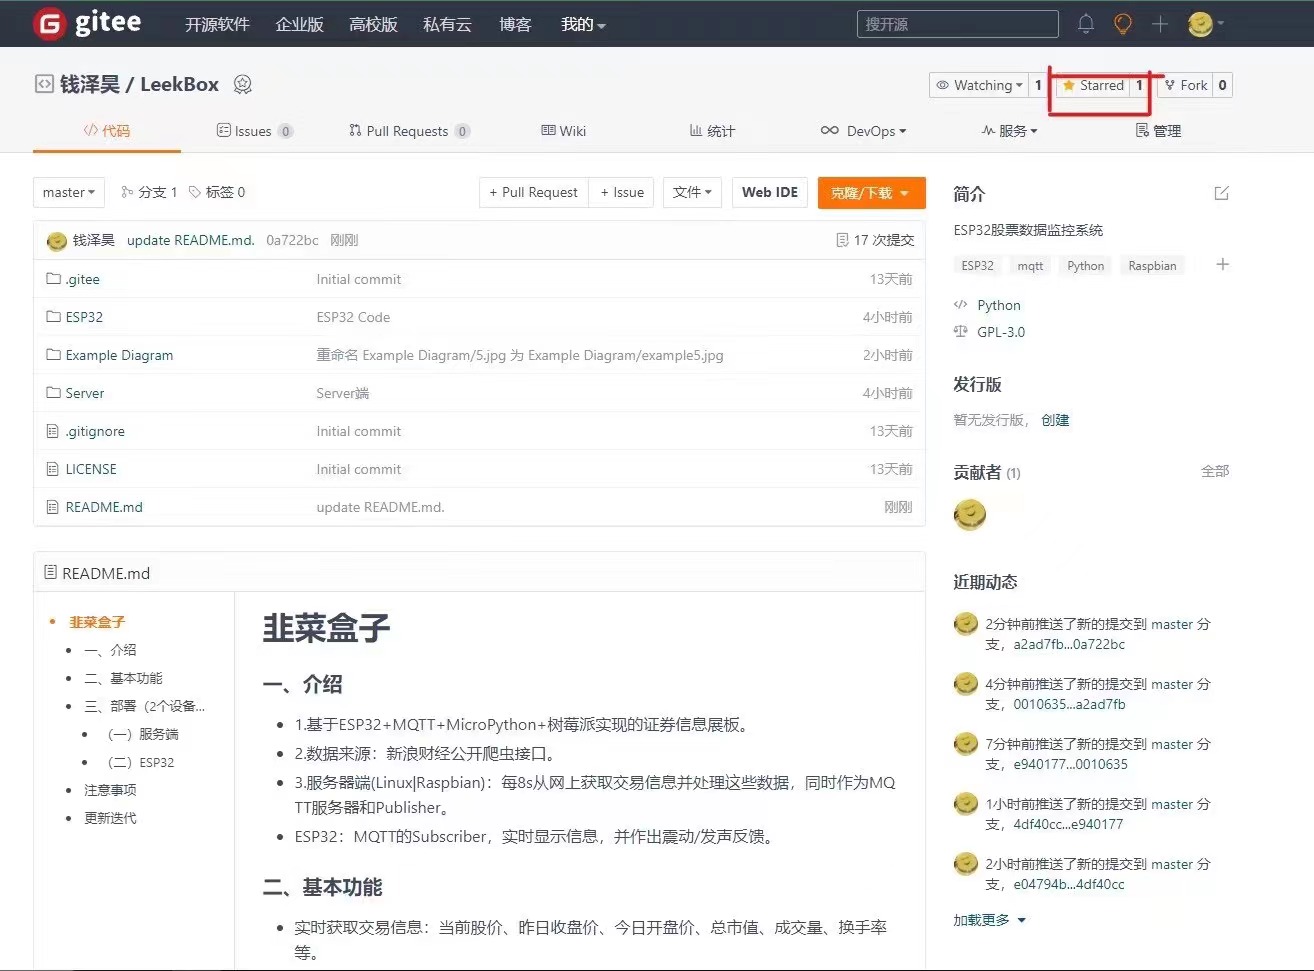 gitee 开源软件 企业版 高校版 私有云 博客 我的 搜开源
钱泽昊 / LeekBox Watching 1 Starred 1 Fork 0
代码 Issues 0 Pull Requests 0 Wiki 统计 DevOps 服务 管理
master 分支 1 标签 0 + Pull Request + Issue 文件 Web IDE 克隆/下载
钱泽昊 update README.md. 0a722bc 刚刚 17 次提交
.gitee Initial commit 13天前
ESP32 ESP32 Code 4小时前
Example Diagram 重命名 Example Diagram/5.jpg 为 Example Diagram/example5.jpg 2小时前
Server Server端 4小时前
.gitignore Initial commit 13天前
LICENSE Initial commit 13天前
README.md update README.md. 刚刚
README.md
韭菜盒子
一、介绍
二、基本功能
三、部署（2个设备...
（一）服务端
（二）ESP32
注意事项
更新迭代
韭菜盒子
一、介绍
1.基于ESP32+MQTT+MicroPython+树莓派实现的证券信息展板。
2.数据来源：新浪财经公开爬虫接口。
3.服务器端(Linux|Raspbian)：每8s从网上获取交易信息并处理这些数据，同时作为MQ
TT服务器和Publisher。
ESP32：MQTT的Subscriber，实时显示信息，并作出震动/发声反馈。
二、基本功能
实时获取交易信息：当前股价、昨日收盘价、今日开盘价、总市值、成交量、换手率
等。
简介
ESP32股票数据监控系统
ESP32 mqtt Python Raspbian
Python
GPL-3.0
发行版
暂无发行版， 创建
贡献者 (1) 全部
近期动态
2分钟前推送了新的提交到 master 分
支，a2ad7fb...0a722bc
4分钟前推送了新的提交到 master 分
支，0010635...a2ad7fb
7分钟前推送了新的提交到 master 分
支，e940177...0010635
1小时前推送了新的提交到 master 分
支，4df40cc...e940177
2小时前推送了新的提交到 master 分
支，e04794b...4df40cc
加载更多